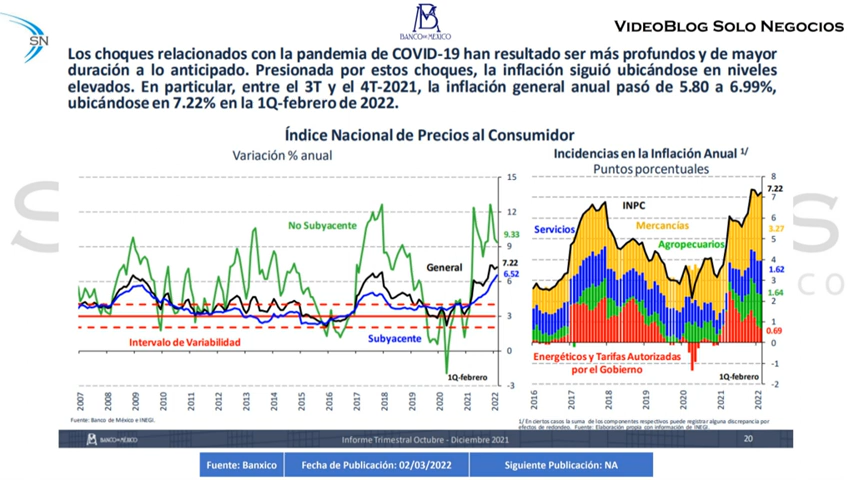 SN
BANCO DE MÉXICO
VIDEOBLOG SOLO NEGOCIOS
Los choques relacionados con la pandemia de COVID-19 han resultado ser más profundos y de mayor
duración a lo anticipado. Presionada por estos choques, la inflación siguió ubicándose en niveles
elevados. En particular, entre el 3T y el 4T-2021, la inflación general anual pasó de 5.80 a 6.99%,
ubicándose en 7.22% en la 1Q-febrero de 2022.
Índice Nacional de Precios al Consumidor
Variación % anual
15
12
9
6
3
0
-3
No Subyacente
9.33
General
7.22
6.52
Intervalo de Variabilidad
Subyacente
1Q-febrero
2007
2008
2009
2010
2011
2012
2013
2014
2015
2016
2017
2018
2019
2020
2021
2022
Fuente: Banco de México e INEGI.
Incidencias en la Inflación Anual 1/
Puntos porcentuales
8
7
6
5
4
3
2
1
0
-1
-2
7.22
INPC
Servicios
Mercancías
3.27
Agropecuarios
1.62
1.64
0.69
Energéticos y Tarifas Autorizadas
por el Gobierno
1Q-febrero
2016
2017
2018
2019
2020
2021
2022
1/ En ciertos casos la suma de los componentes respectivos puede registrar alguna discrepancia por
efectos de redondeo. Fuente: Elaboración propia con información de INEGI.
BANCO DE MÉXICO
Informe Trimestral Octubre - Diciembre 2021
20
Fuente: Banxico
Fecha de Publicación: 02/03/2022
Siguiente Publicación: NA